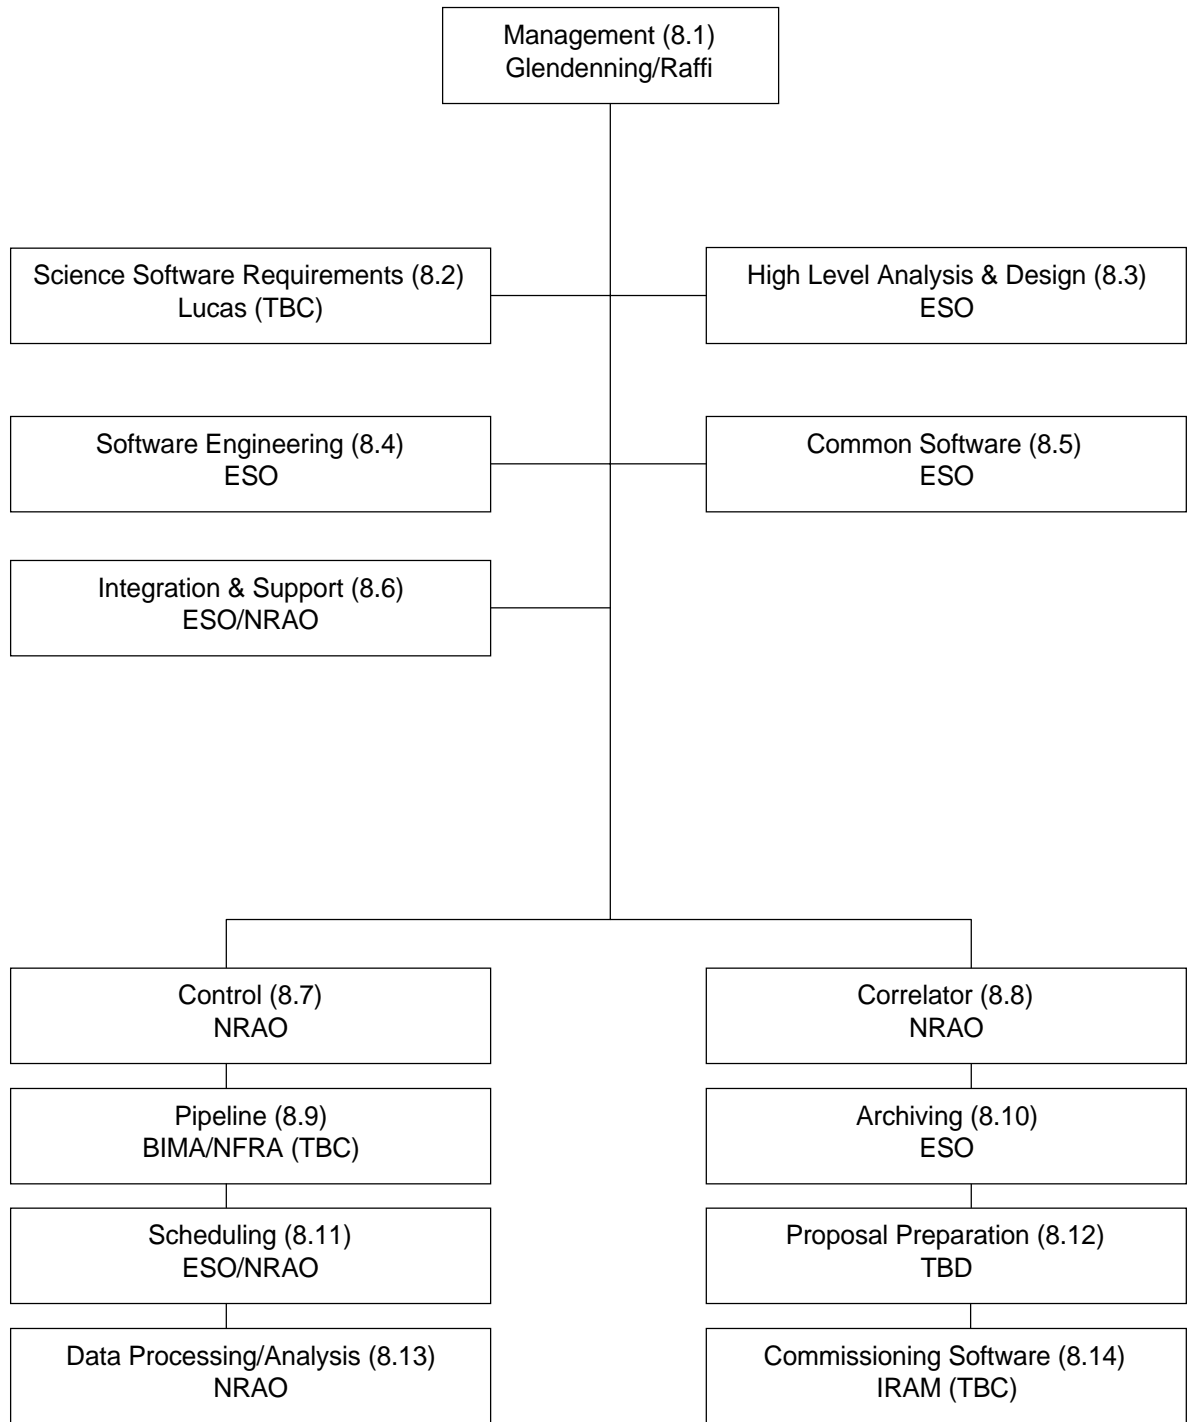 Management (8.1)
Glendenning/Raffi
Science Software Requirements (8.2)
Lucas (TBC)
High Level Analysis & Design (8.3)
ESO
Software Engineering (8.4)
ESO
Common Software (8.5)
ESO
Integration & Support (8.6)
ESO/NRAO
Control (8.7)
NRAO
Correlator (8.8)
NRAO
Pipeline (8.9)
BIMA/NFRA (TBC)
Archiving (8.10)
ESO
Scheduling (8.11)
ESO/NRAO
Proposal Preparation (8.12)
TBD
Data Processing/Analysis (8.13)
NRAO
Commissioning Software (8.14)
IRAM (TBC)